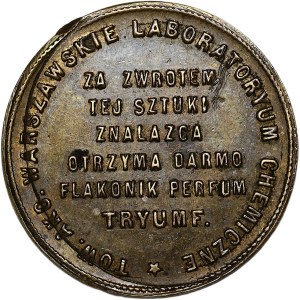 TOW. AKC. WARSZAWSKIE LABORATORYUM CHEMICZNE
ZA ZWROTEM
TEJ SZTUKI
ZNALAZCA
OTRZYMA DARMO
FLAKONIK PERFUM
TRYUMF.